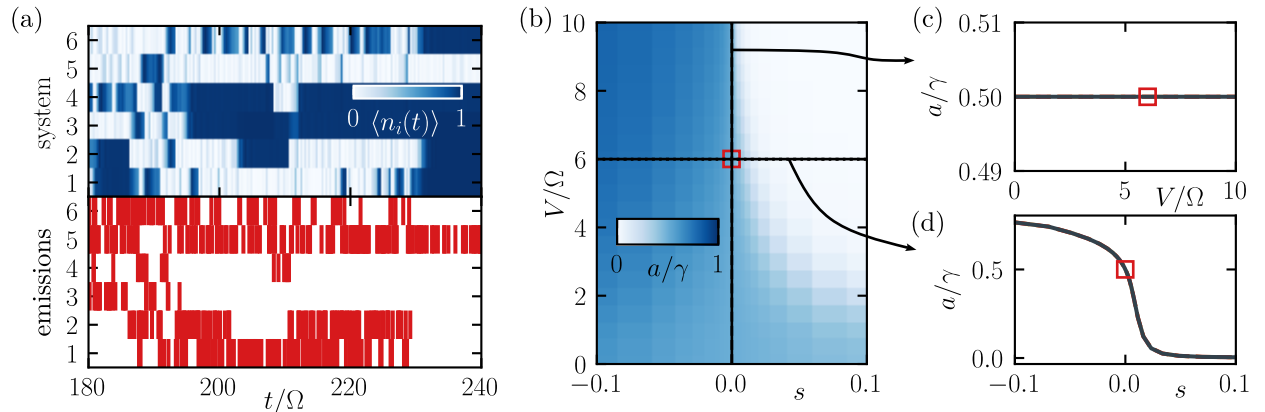 (a)
system
6
5
4
3
2
1
0 ⟨n_i(t)⟩ 1
emissions
6
5
4
3
2
1
180 200 220 240
t/Ω
(b)
V/Ω
10
8
6
4
2
0
0 a/γ 1
−0.1 0.0 0.1
s
(c)
a/γ
0.51
0.50
0.49
0 5 10
V/Ω
(d)
a/γ
0.5
0.0
−0.1 0.0 0.1
s